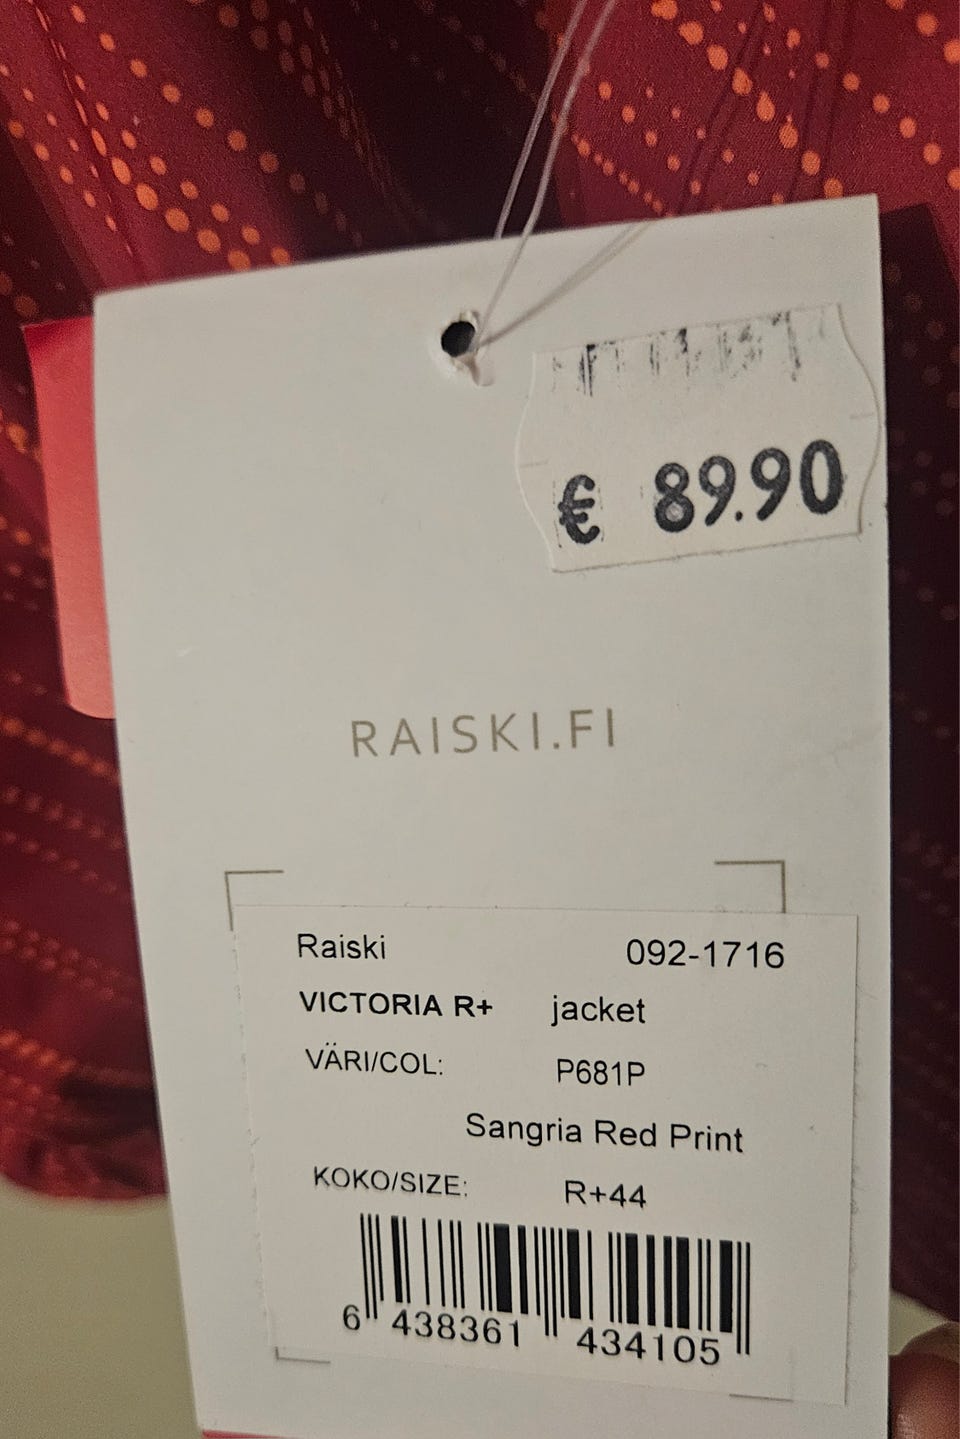 € 89.90
RAISKI.FI
Raiski 092-1716
VICTORIA R+ jacket
VÄRI/COL: P681P
Sangria Red Print
KOKO/SIZE: R+44
6 438361 434105